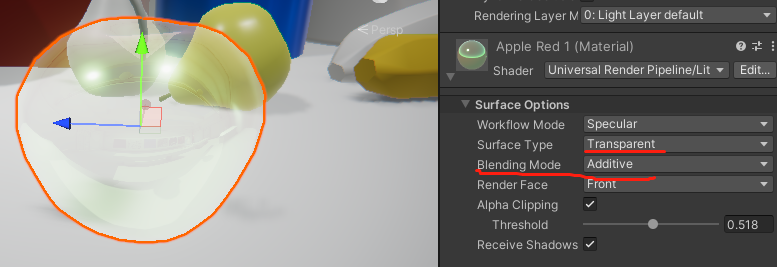 Persp
Rendering Layer M
0: Light Layer default
Apple Red 1 (Material)
Shader
Universal Render Pipeline/Lit
Edit...
Surface Options
Workflow Mode
Specular
Surface Type
Transparent
Blending Mode
Additive
Render Face
Front
Alpha Clipping
Threshold
0.518
Receive Shadows